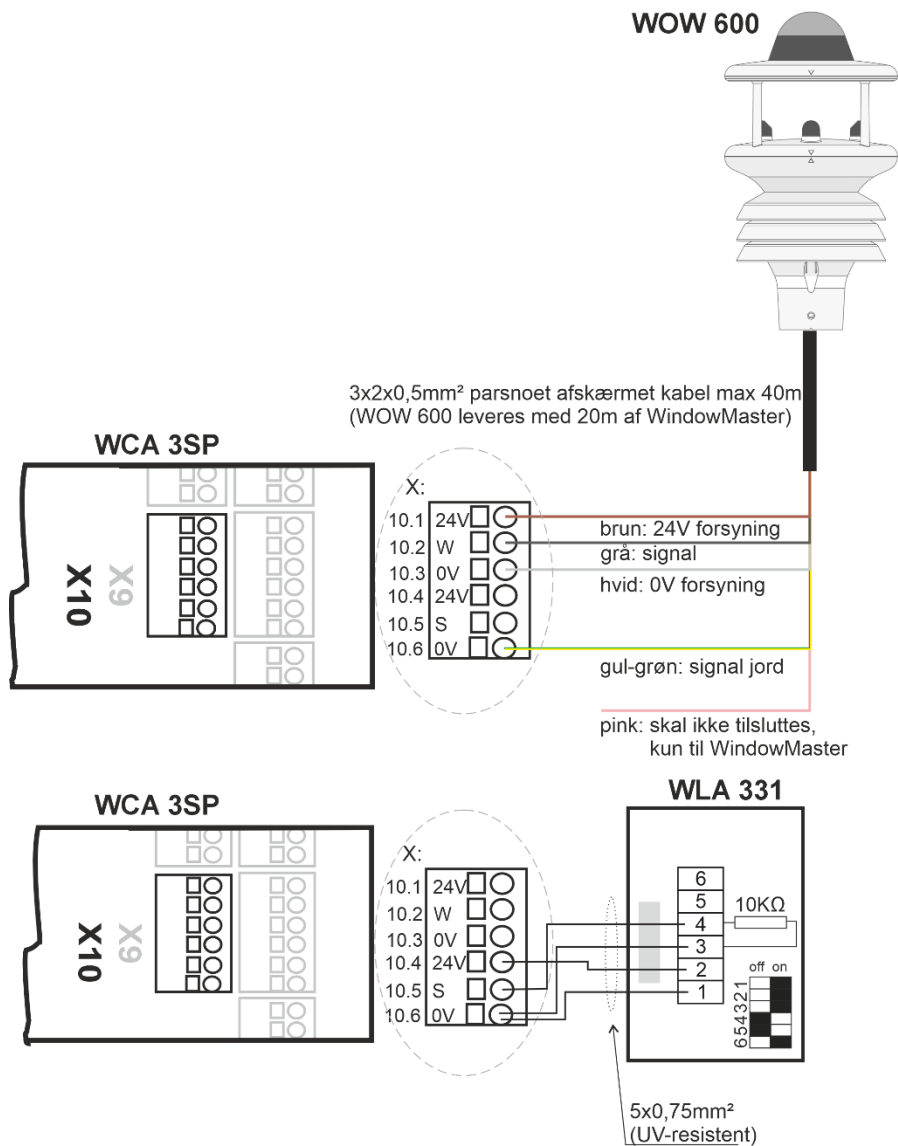 WOW 600
3x2x0,5mm² parsnoet afskærmet kabel max 40m
(WOW 600 leveres med 20m af WindowMaster)
WCA 3SP
X10
X9
X:
10.1 24V
10.2 W
10.3 0V
10.4 24V
10.5 S
10.6 0V
brun: 24V forsyning
grå: signal
hvid: 0V forsyning
gul-grøn: signal jord
pink: skal ikke tilsluttes,
kun til WindowMaster
WCA 3SP
X10
X9
X:
10.1 24V
10.2 W
10.3 0V
10.4 24V
10.5 S
10.6 0V
WLA 331
6
5
4
3
2
1
10KΩ
off on
654321
5x0,75mm²
(UV-resistent)